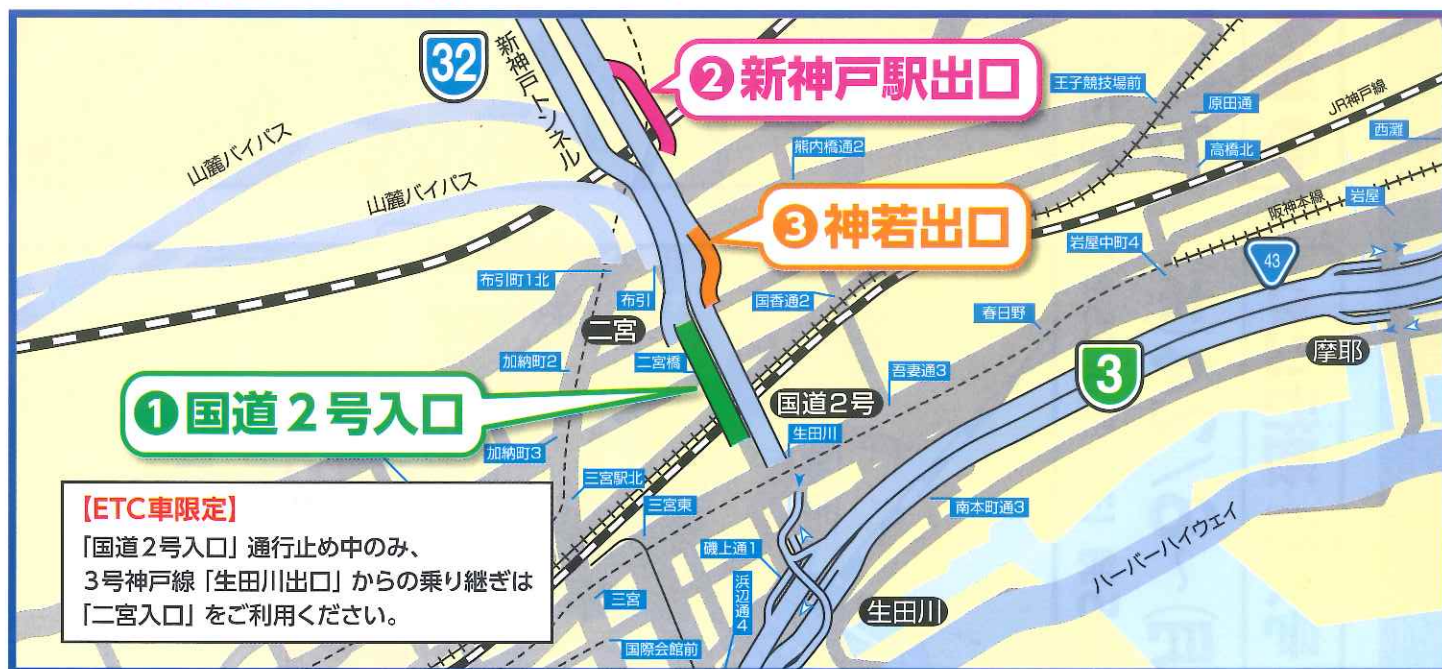 32
新神戸トンネル
❷新神戸駅出口
王子競技場前
原田通
JR神戸線
西灘
山麓バイパス
熊内橋通2
高橋北
山麓バイパス
阪神本線
岩屋
❸神若出口
岩屋中町4
43
布引町1北
布引
国香通2
春日野
二宮
摩耶
加納町2
二宮橋
吾妻通3
3
❶国道2号入口
国道2号
生田川
加納町3
三宮駅北
三宮東
南本町通3
【ETC車限定】
「国道2号入口」通行止め中のみ、
3号神戸線「生田川出口」からの乗り継ぎは
「二宮入口」をご利用ください。
磯上通1
ハーバーハイウェイ
三宮
浜辺通4
生田川
国際会館前